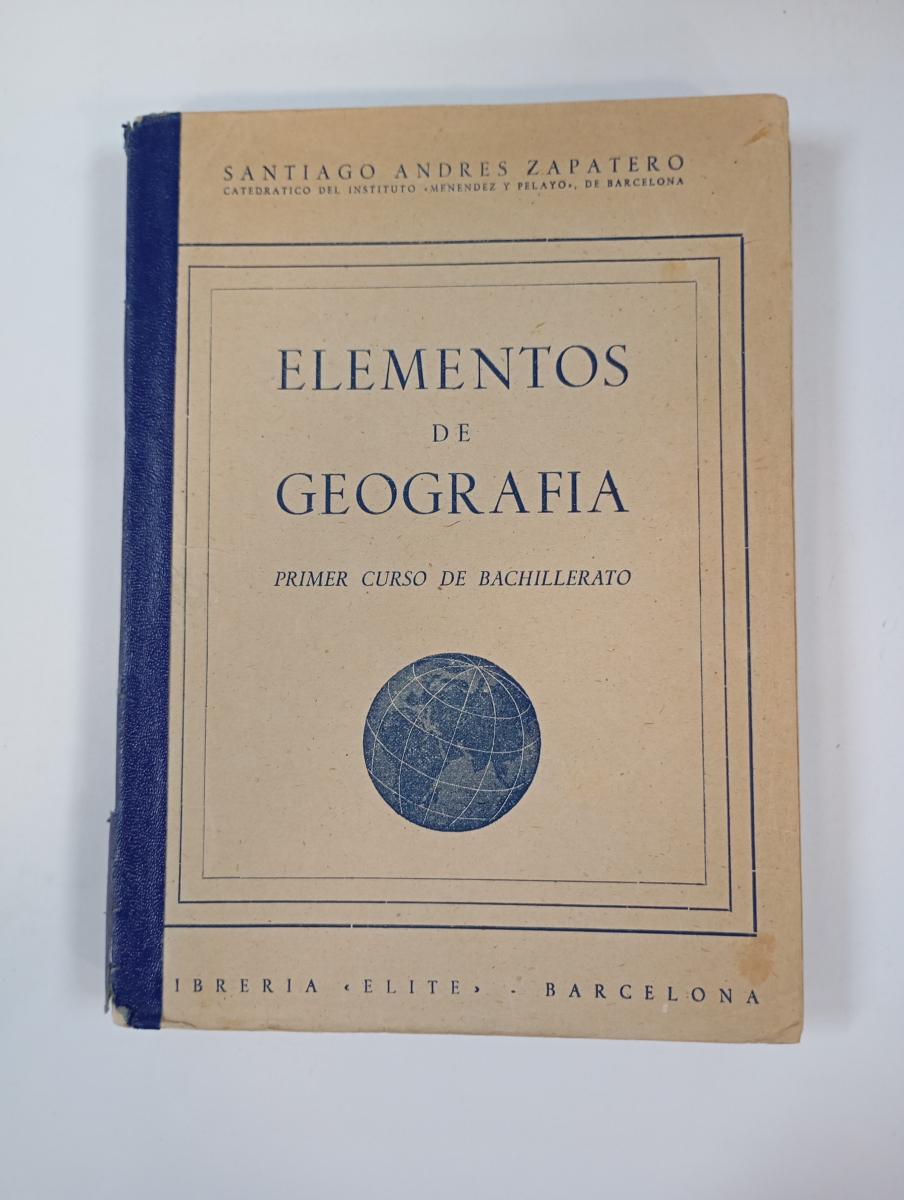 SANTIAGO ANDRES ZAPATERO
CATEDRATICO DEL INSTITUTO «MENENDEZ Y PELAYO», DE BARCELONA
ELEMENTOS
DE
GEOGRAFIA
PRIMER CURSO DE BACHILLERATO
IBRERIA «ELITE» - BARCELONA